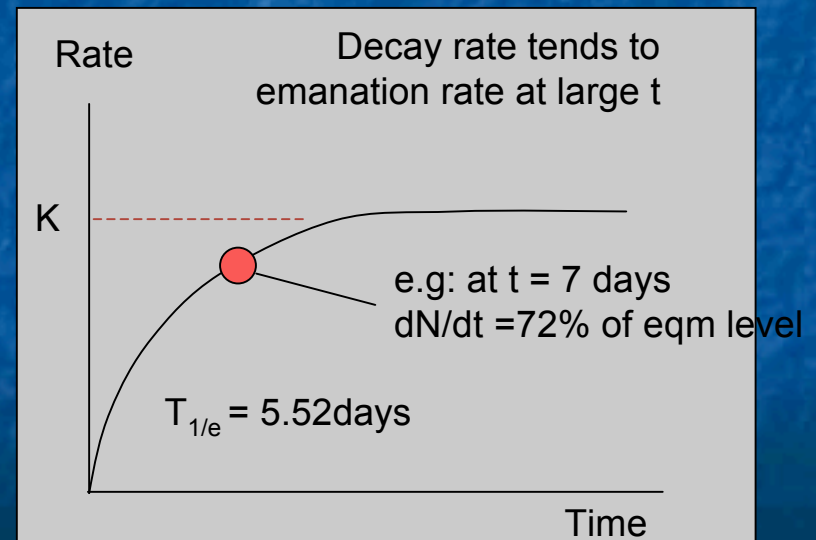 Rate
Decay rate tends to
emanation rate at large t
K
e.g: at t = 7 days
dN/dt =72% of eqm level
T1/e = 5.52days
Time